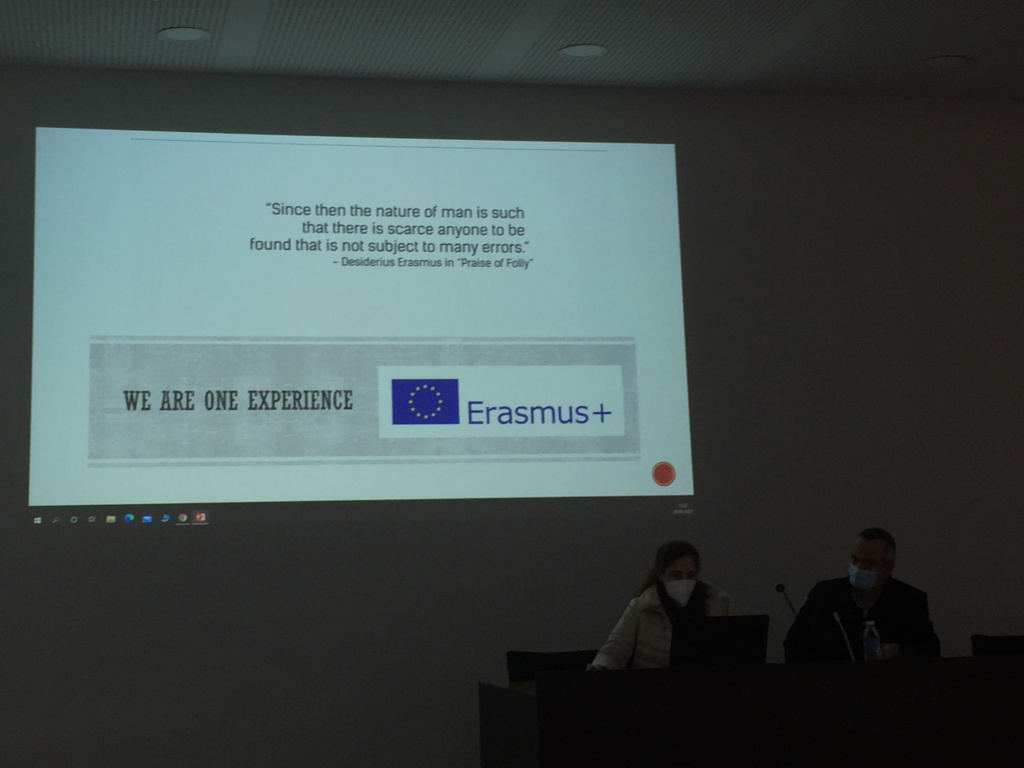 "Since then the nature of man is such
that there is scarce anyone to be
found that is not subject to many errors."
– Desiderius Erasmus in "Praise of Folly"
WE ARE ONE EXPERIENCE
Erasmus+